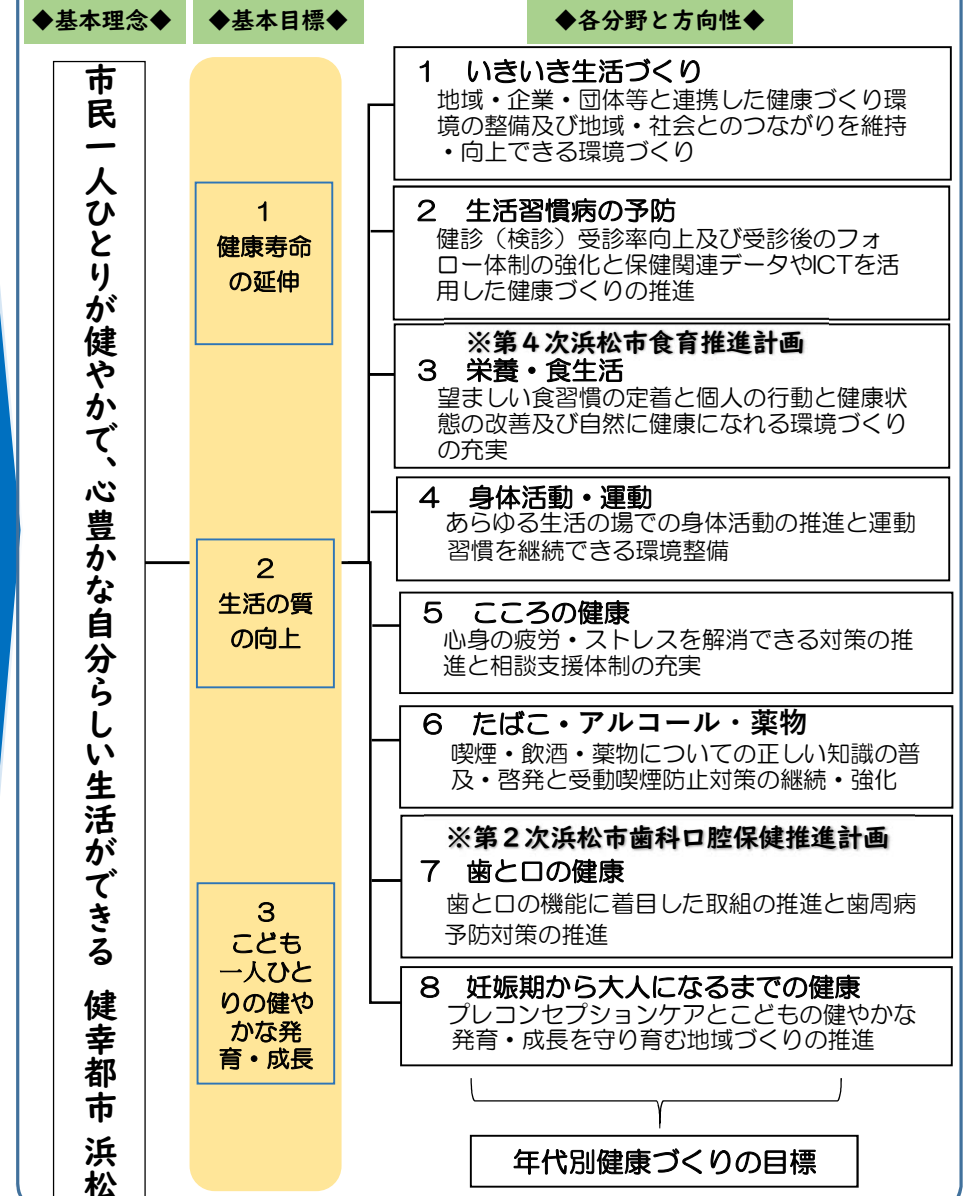 ◆基本理念◆
◆基本目標◆
◆各分野と方向性◆
市民一人ひとりが健やかで、心豊かな自分らしい生活ができる 健幸都市 浜松
1
健康寿命
の延伸
2
生活の質
の向上
3
こども
一人ひと
りの健や
かな発
育・成長
1 いきいき生活づくり
地域・企業・団体等と連携した健康づくり環
境の整備及び地域・社会とのつながりを維持
・向上できる環境づくり
2 生活習慣病の予防
健診（検診）受診率向上及び受診後のフォ
ロー体制の強化と保健関連データやICTを活
用した健康づくりの推進
※第４次浜松市食育推進計画
3 栄養・食生活
望ましい食習慣の定着と個人の行動と健康状
態の改善及び自然に健康になれる環境づくり
の充実
4 身体活動・運動
あらゆる生活の場での身体活動の推進と運動
習慣を継続できる環境整備
5 こころの健康
心身の疲労・ストレスを解消できる対策の推
進と相談支援体制の充実
6 たばこ・アルコール・薬物
喫煙・飲酒・薬物についての正しい知識の普
及・啓発と受動喫煙防止対策の継続・強化
※第２次浜松市歯科口腔保健推進計画
7 歯と口の健康
歯と口の機能に着目した取組の推進と歯周病
予防対策の推進
8 妊娠期から大人になるまでの健康
プレコンセプションケアとこどもの健やかな
発育・成長を守り育む地域づくりの推進
年代別健康づくりの目標